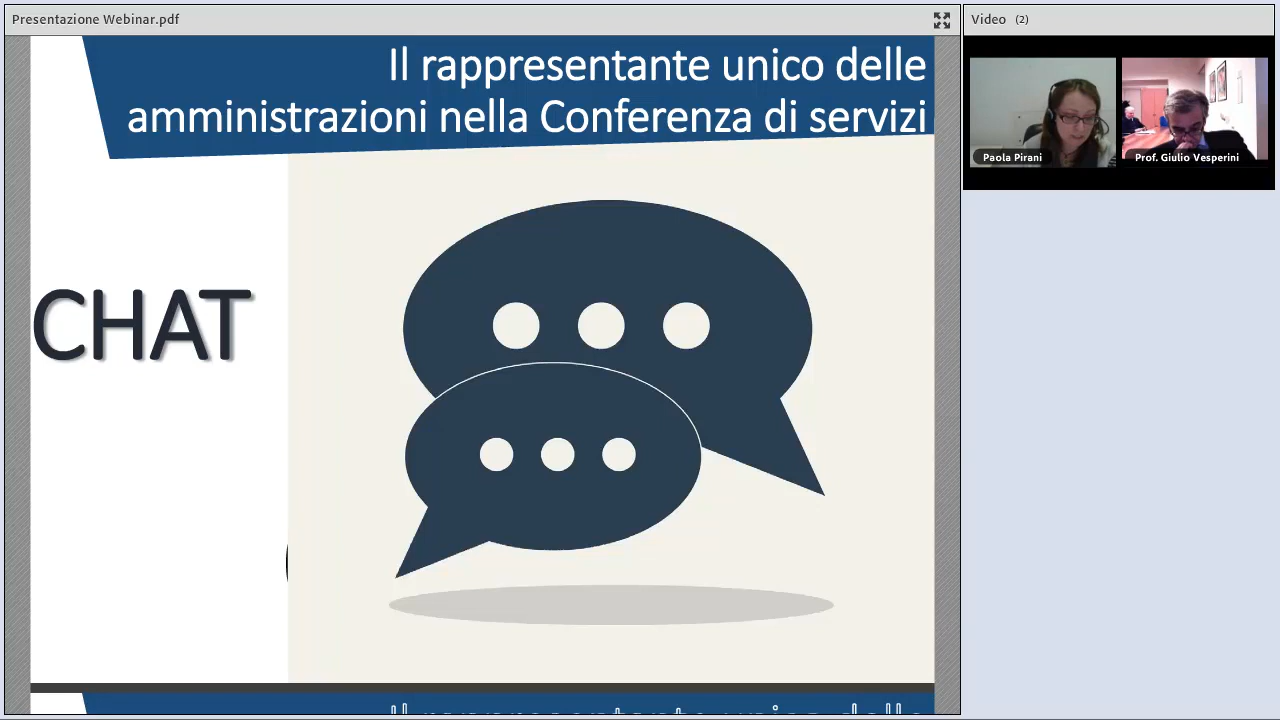 Presentazione Webinar.pdf
Video (2)
Il rappresentante unico delle
amministrazioni nella Conferenza di servizi
Paola Pirani
Prof. Giulio Vesperini
CHAT